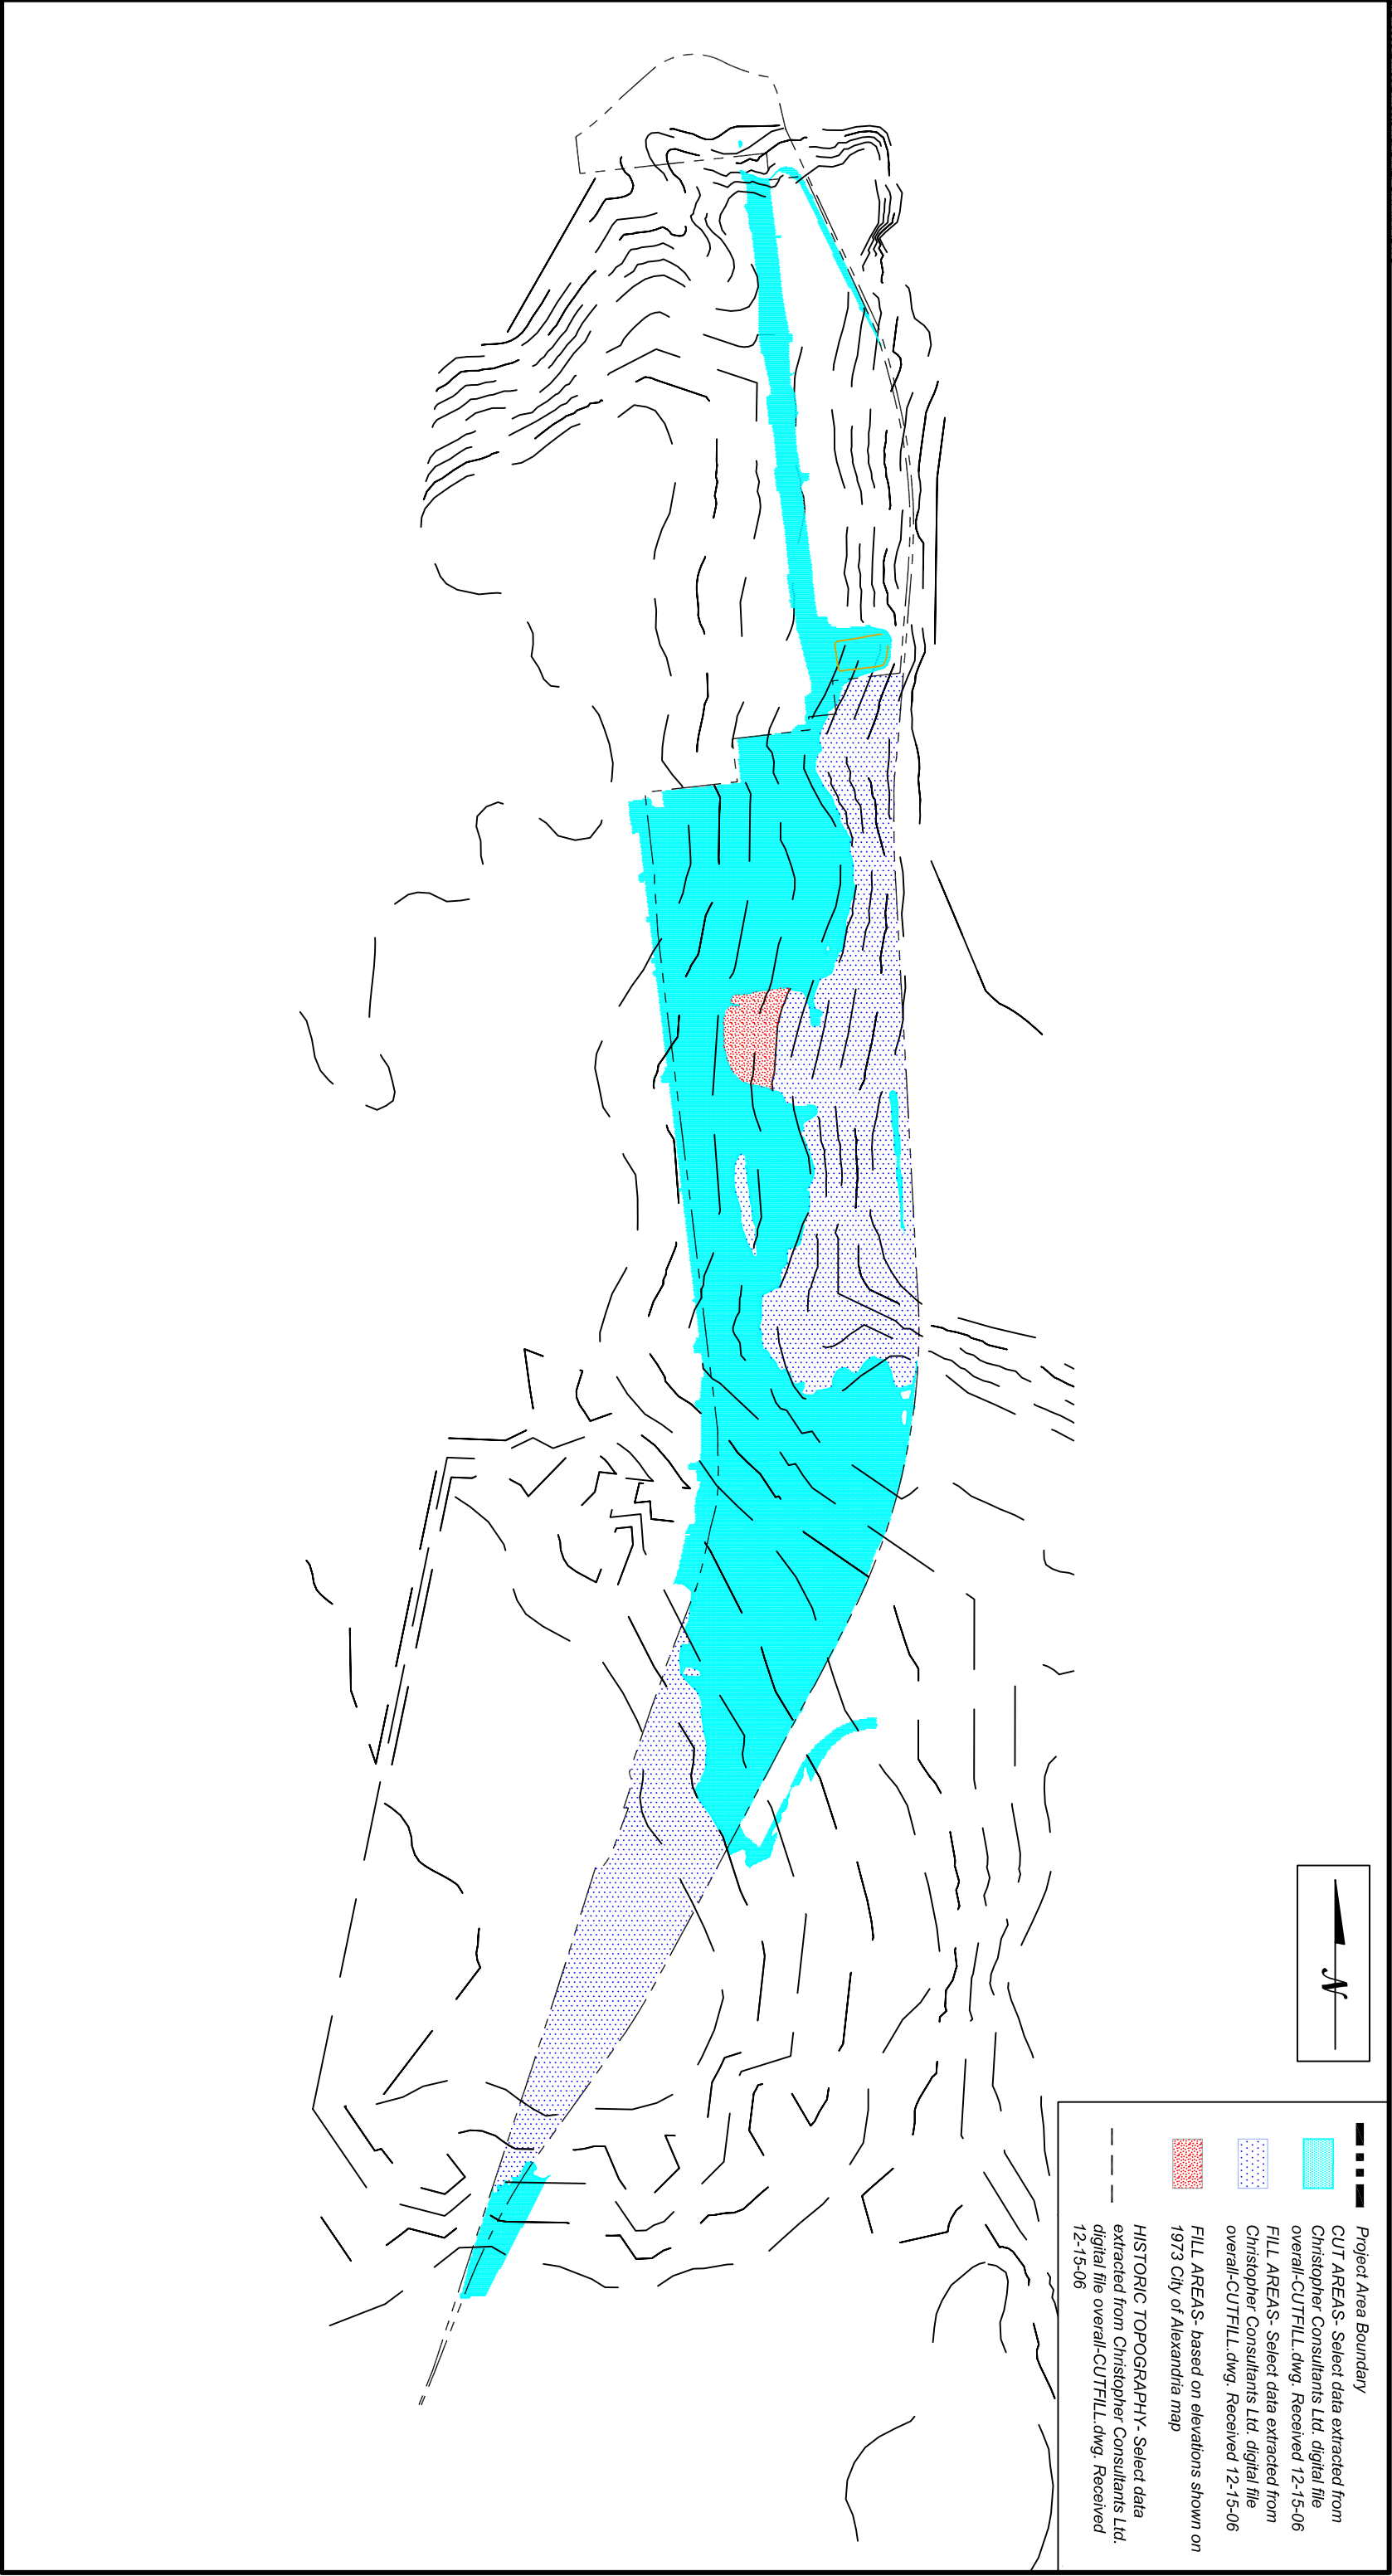 N
Project Area Boundary
CUT AREAS- Select data extracted from
Christopher Consultants Ltd. digital file
overall-CUTFILL.dwg. Received 12-15-06
FILL AREAS- Select data extracted from
Christopher Consultants Ltd. digital file
overall-CUTFILL.dwg. Received 12-15-06
FILL AREAS- based on elevations shown on
1973 City of Alexandria map
HISTORIC TOPOGRAPHY- Select data
extracted from Christopher Consultants Ltd.
digital file overall-CUTFILL.dwg. Received
12-15-06